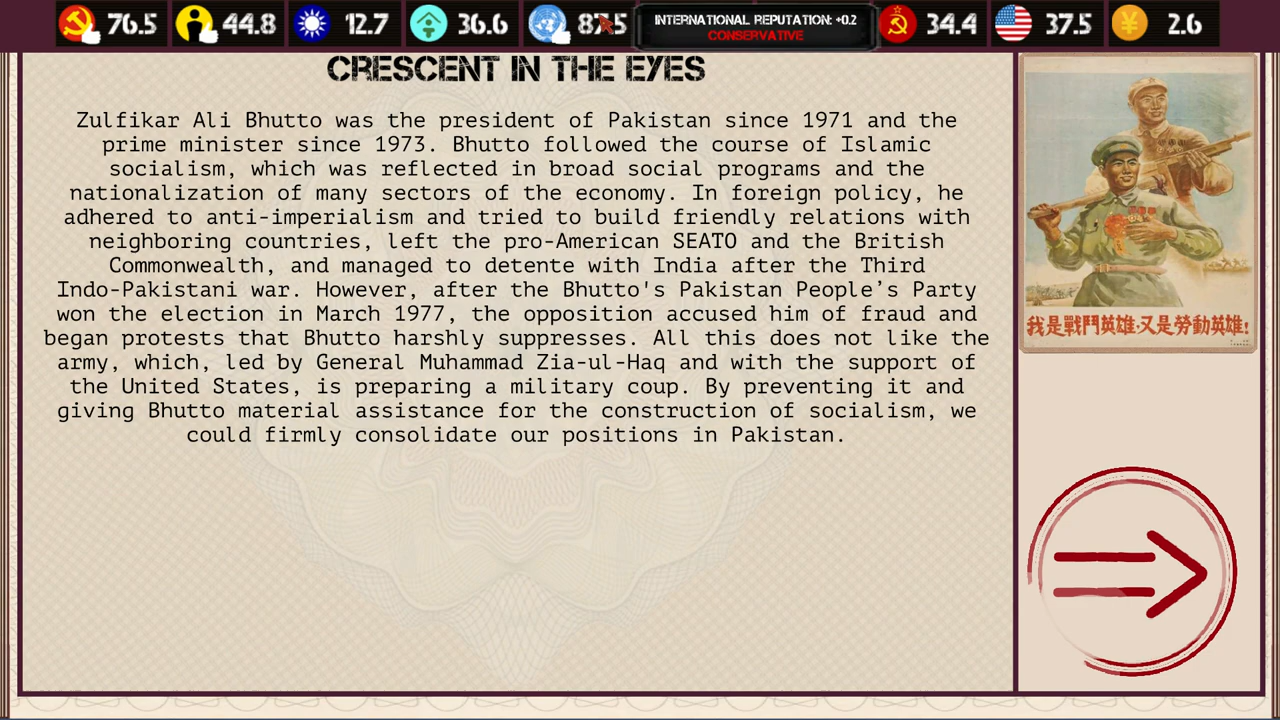 76.5 44.8 12.7 36.6 87.5 INTERNATIONAL REPUTATION: +0.2 34.4 37.5 2.6
CONSERVATIVE
CRESCENT IN THE EYES
Zulfikar Ali Bhutto was the president of Pakistan since 1971 and the
prime minister since 1973. Bhutto followed the course of Islamic
socialism, which was reflected in broad social programs and the
nationalization of many sectors of the economy. In foreign policy, he
adhered to anti-imperialism and tried to build friendly relations with
neighboring countries, left the pro-American SEATO and the British
Commonwealth, and managed to detente with India after the Third
Indo-Pakistani war. However, after the Bhutto's Pakistan People’s Party
won the election in March 1977, the opposition accused him of fraud and
began protests that Bhutto harshly suppresses. All this does not like the
army, which, led by General Muhammad Zia-ul-Haq and with the support of
the United States, is preparing a military coup. By preventing it and
giving Bhutto material assistance for the construction of socialism, we
could firmly consolidate our positions in Pakistan.
我是戰鬥英雄·又是勞動英雄!